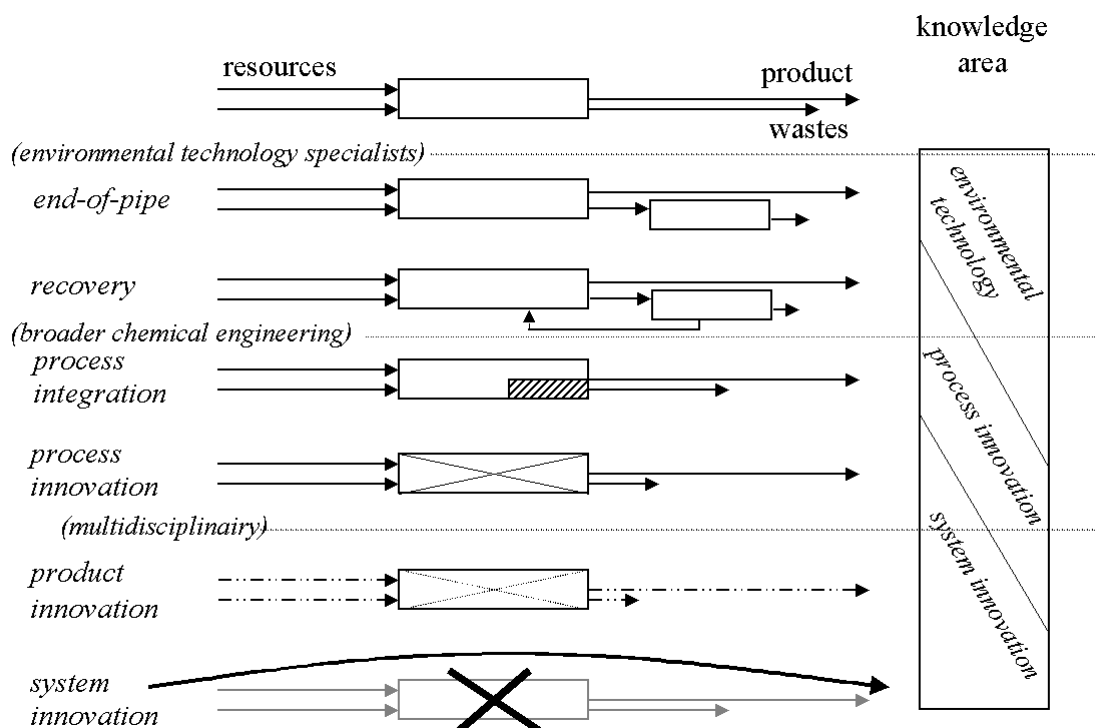 knowledge
area
resources
product
wastes
(environmental technology specialists)
end-of-pipe
recovery
(broader chemical engineering)
process
integration
process
innovation
(multidisciplinairy)
product
innovation
system
innovation
environmental
technology
process innovation
system innovation